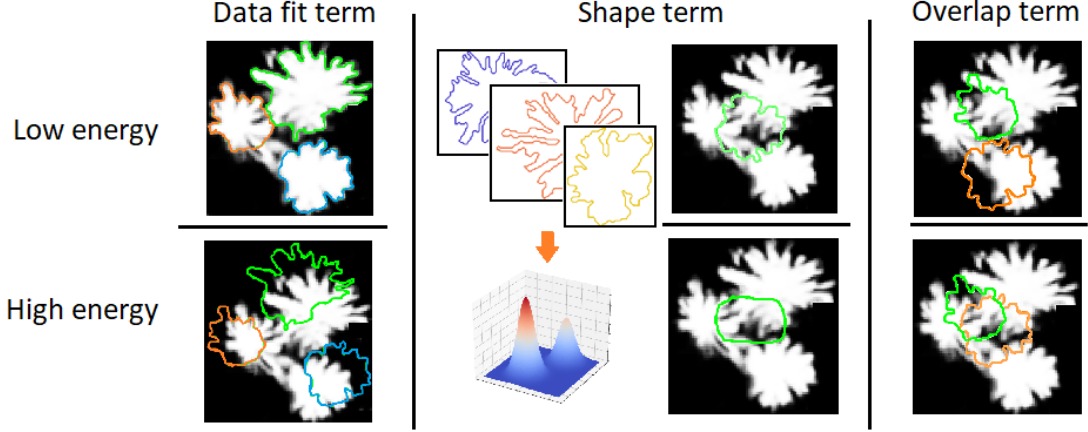 Data fit term
Shape term
Overlap term
Low energy
High energy